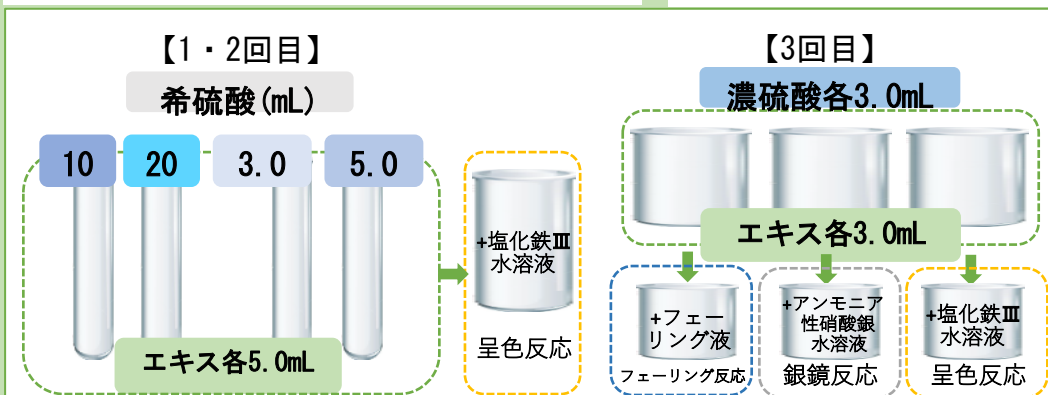 【1・2回目】
希硫酸(mL)
10
20
3.0
5.0
エキス各5.0mL
+塩化鉄Ⅲ
水溶液
呈色反応
【3回目】
濃硫酸各3.0mL
エキス各3.0mL
+フェー
リング液
フェーリング反応
+アンモニア
性硝酸銀
水溶液
銀鏡反応
+塩化鉄Ⅲ
水溶液
呈色反応